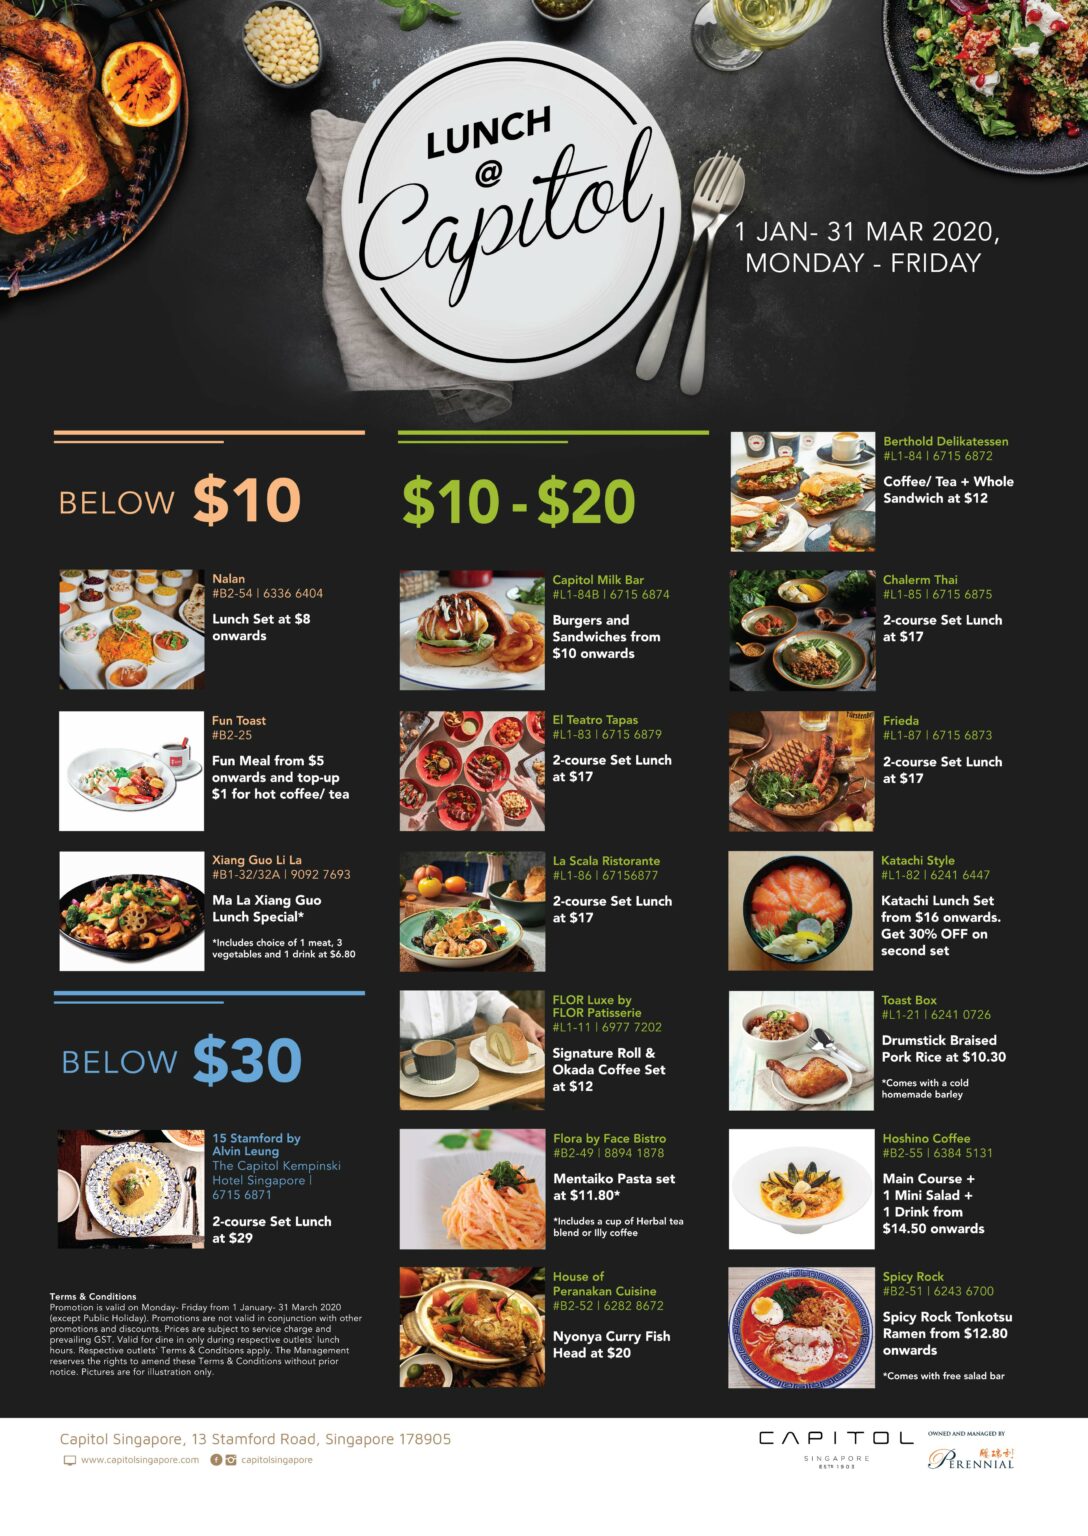 LUNCH
@
Capitol
1 JAN- 31 MAR 2020,
MONDAY - FRIDAY
BELOW $10
Nalan
#B2-54 | 6336 6404
Lunch Set at $8
onwards
Fun Toast
#B2-25
Fun Meal from $5
onwards and top-up
$1 for hot coffee/ tea
Xiang Guo Li La
#B1-32/32A | 9092 7693
Ma La Xiang Guo
Lunch Special*
*Includes choice of 1 meat, 3
vegetables and 1 drink at $6.80
BELOW $30
15 Stamford by
Alvin Leung
The Capitol Kempinski
Hotel Singapore |
6715 6871
2-course Set Lunch
at $29
Terms & Conditions
Promotion is valid on Monday- Friday from 1 January- 31 March 2020
(except Public Holiday). Promotions are not valid in conjunction with other
promotions and discounts. Prices are subject to service charge and
prevailing GST. Valid for dine in only during respective outlets' lunch
hours. Respective outlets' Terms & Conditions apply. The Management
reserves the rights to amend these Terms & Conditions without prior
notice. Pictures are for illustration only.
$10 - $20
Capitol Milk Bar
#L1-84B | 6715 6874
Burgers and
Sandwiches from
$10 onwards
El Teatro Tapas
#L1-83 | 6715 6879
2-course Set Lunch
at $17
La Scala Ristorante
#L1-86 | 67156877
2-course Set Lunch
at $17
FLOR Luxe by
FLOR Patisserie
#L1-11 | 6977 7202
Signature Roll &
Okada Coffee Set
at $12
Flora by Face Bistro
#B2-49 | 8894 1878
Mentaiko Pasta set
at $11.80*
*Includes a cup of Herbal tea
blend or Illy coffee
House of
Peranakan Cuisine
#B2-52 | 6282 8672
Nyonya Curry Fish
Head at $20
Berthold Delikatessen
#L1-84 | 6715 6872
Coffee/ Tea + Whole
Sandwich at $12
Chalerm Thai
#L1-85 | 6715 6875
2-course Set Lunch
at $17
Frieda
#L1-87 | 6715 6873
2-course Set Lunch
at $17
Katachi Style
#L1-82 | 6241 6447
Katachi Lunch Set
from $16 onwards.
Get 30% OFF on
second set
Toast Box
#L1-21 | 6241 0726
Drumstick Braised
Pork Rice at $10.30
*Comes with a cold
homemade barley
Hoshino Coffee
#B2-55 | 6384 5131
Main Course +
1 Mini Salad +
1 Drink from
$14.50 onwards
Spicy Rock
#B2-51 | 6243 6700
Spicy Rock Tonkotsu
Ramen from $12.80
onwards
*Comes with free salad bar
Capitol Singapore, 13 Stamford Road, Singapore 178905
www.capitolsingapore.com capitolsingapore
CAPITOL
SINGAPORE
ESTD 1903
OWNED AND MANAGED BY
PERENNIAL